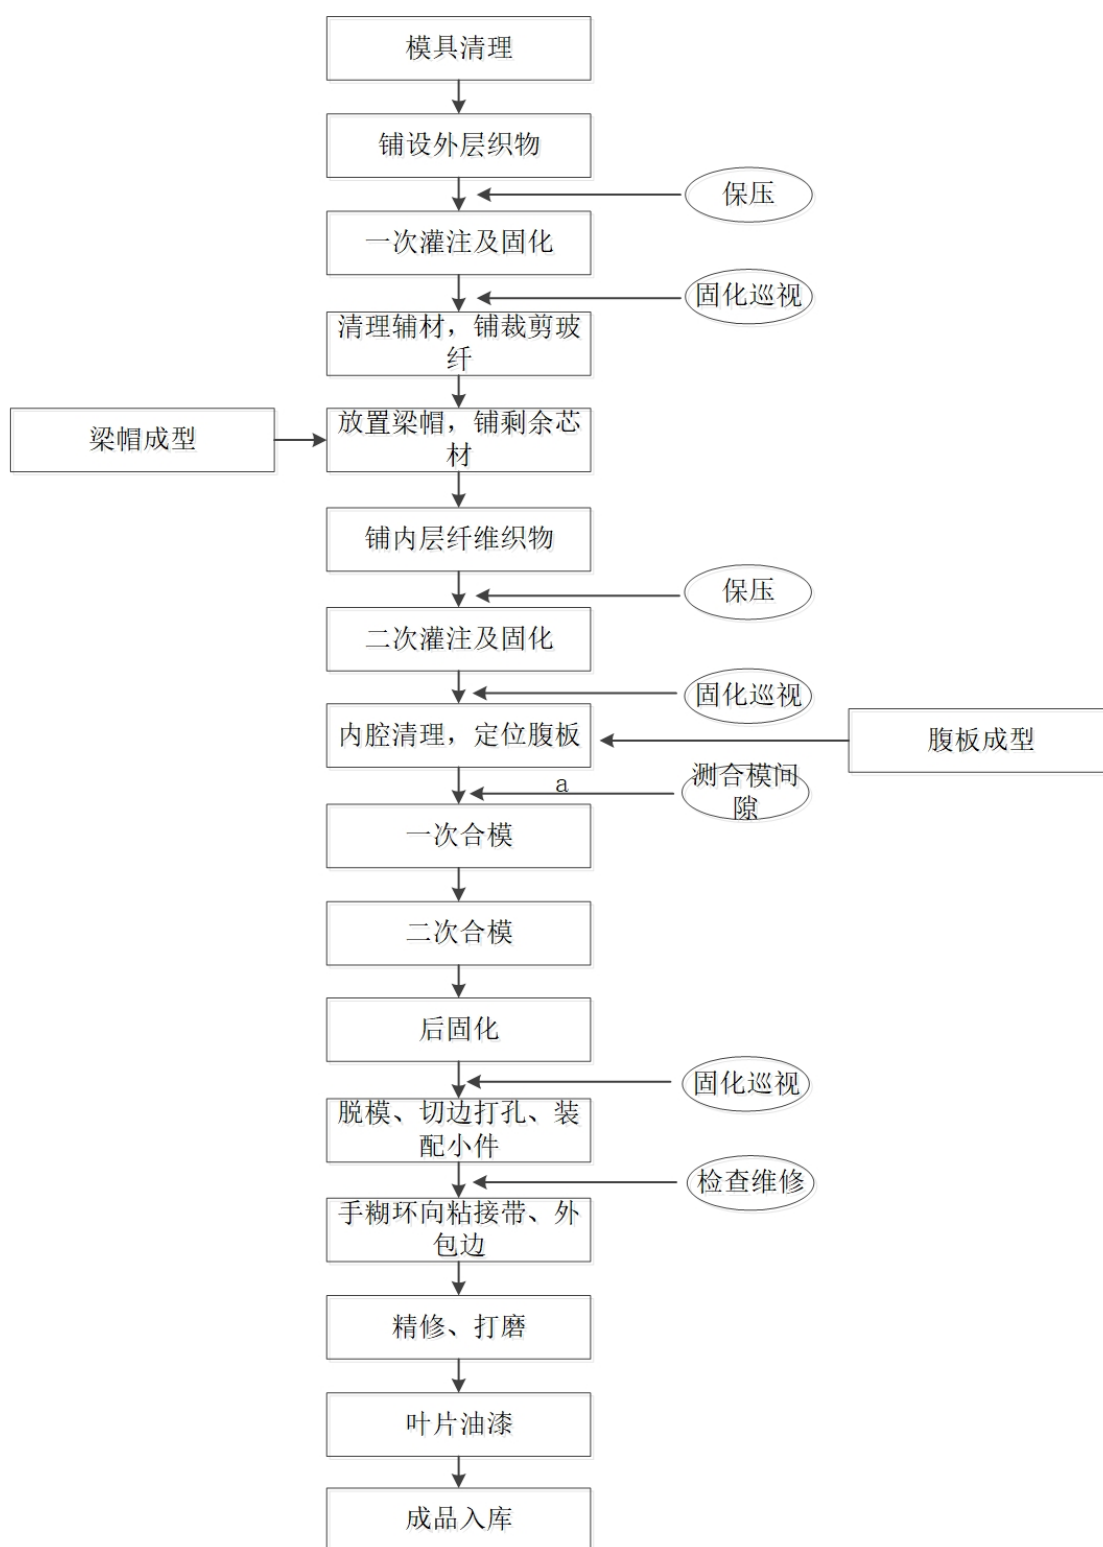 模具清理
铺设外层织物
保压
一次灌注及固化
固化巡视
清理辅材，铺裁剪玻
纤
梁帽成型
放置梁帽，铺剩余芯
材
铺内层纤维织物
保压
二次灌注及固化
固化巡视
内腔清理，定位腹板
腹板成型
a
测合模间
隙
一次合模
二次合模
后固化
固化巡视
脱模、切边打孔、装
配小件
检查维修
手糊环向粘接带、外
包边
精修、打磨
叶片油漆
成品入库